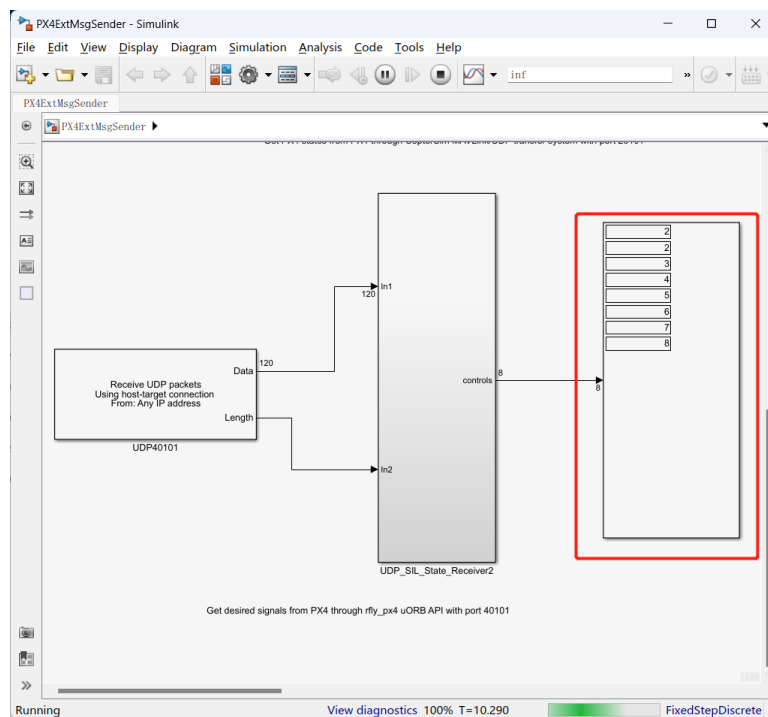 PX4ExtMsgSender - Simulink
File Edit View Display Diagram Simulation Analysis Code Tools Help
inf
»
PX4ExtMsgSender
PX4ExtMsgSender
2
2
3
4
5
6
7
8
In1
120
controls
8
8
120
Data
Receive UDP packets
Using host-target connection
From: Any IP address
Length
UDP40101
In2
UDP_SIL_State_Receiver2
Get desired signals from PX4 through rfly_px4 uORB API with port 40101
»
Running View diagnostics 100% T=10.290 FixedStepDiscrete